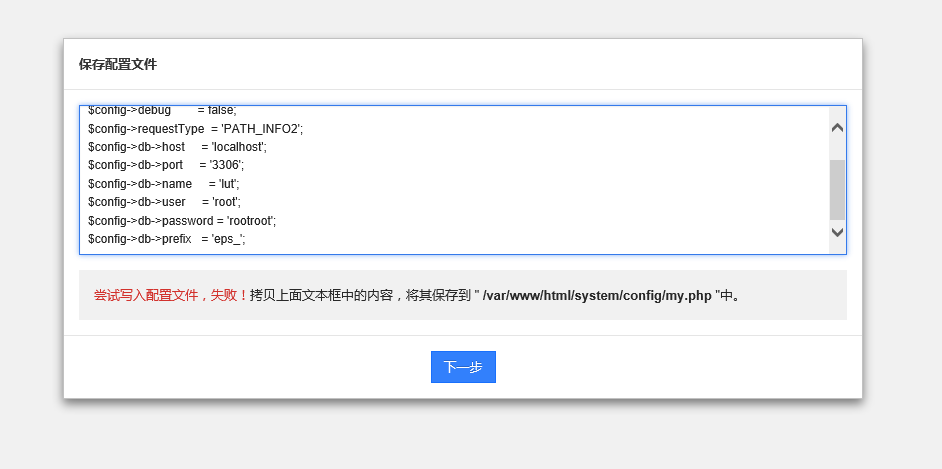 保存配置文件
$config->debug = false;
$config->requestType = 'PATH_INFO2';
$config->db->host = 'localhost';
$config->db->port = '3306';
$config->db->name = 'lut';
$config->db->user = 'root';
$config->db->password = 'rootroot';
$config->db->prefix = 'eps_';
尝试写入配置文件，失败！拷贝上面文本框中的内容，将其保存到 " /var/www/html/system/config/my.php "中。
下一步